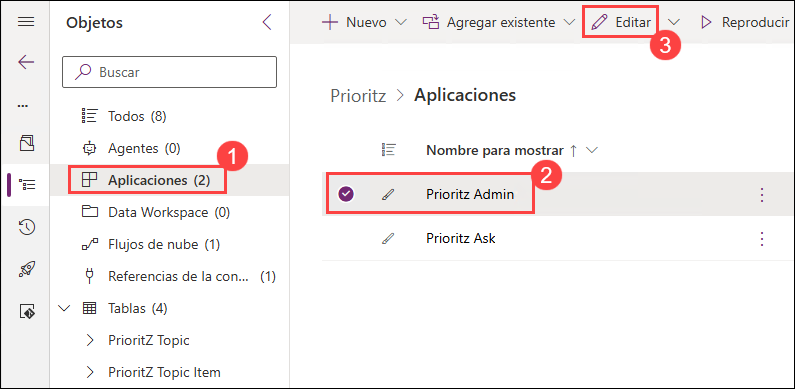 Objetos
Buscar
Todos (8)
Agentes (0)
1
Aplicaciones (2)
Data Workspace (0)
Flujos de nube (1)
Referencias de la con... (1)
Tablas (4)
PrioritZ Topic
PrioritZ Topic Item
Nuevo Agregar existente Editar Reproducir
3
Prioritz > Aplicaciones
Nombre para mostrar ↑
2
Prioritz Admin
Prioritz Ask